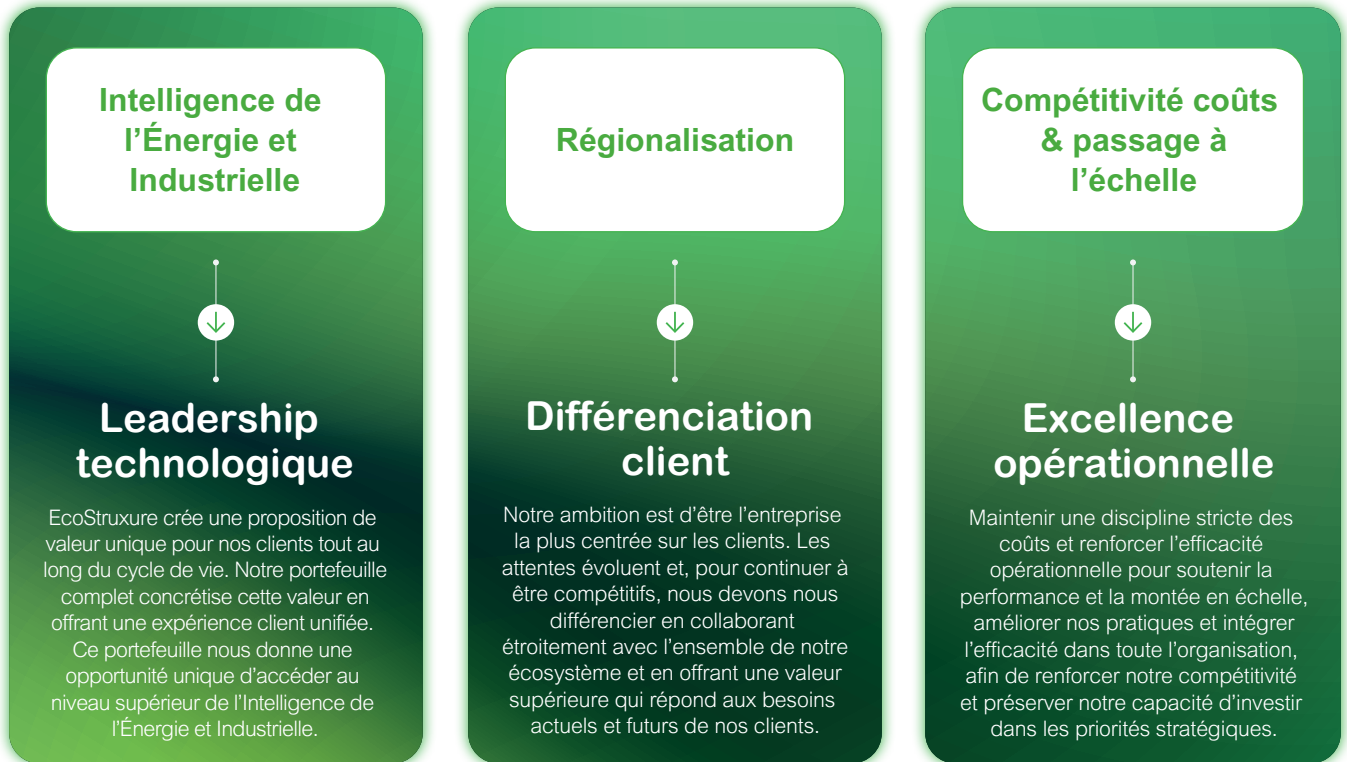 Intelligence de
l’Énergie et
Industrielle
Leadership
technologique
EcoStruxure crée une proposition de
valeur unique pour nos clients tout au
long du cycle de vie. Notre portefeuille
complet concrétise cette valeur en
offrant une expérience client unifiée.
Ce portefeuille nous donne une
opportunité unique d’accéder au
niveau supérieur de l’Intelligence de
l’Énergie et Industrielle.
Régionalisation
Différenciation
client
Notre ambition est d’être l’entreprise
la plus centrée sur les clients. Les
attentes évoluent et, pour continuer à
être compétitifs, nous devons nous
différencier en collaborant
étroitement avec l’ensemble de notre
écosystème et en offrant une valeur
supérieure qui répond aux besoins
actuels et futurs de nos clients.
Compétitivité coûts
& passage à
l’échelle
Excellence
opérationnelle
Maintenir une discipline stricte des
coûts et renforcer l’efficacité
opérationnelle pour soutenir la
performance et la montée en échelle,
améliorer nos pratiques et intégrer
l’efficacité dans toute l’organisation,
afin de renforcer notre compétitivité
et préserver notre capacité d’investir
dans les priorités stratégiques.